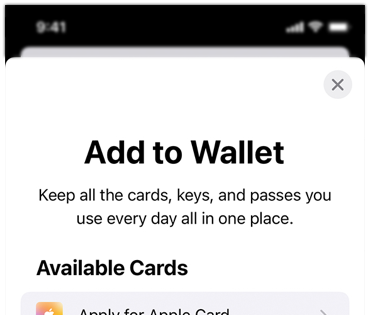 9:41
Add to Wallet
Keep all the cards, keys, and passes you
use every day all in one place.
Available Cards
Apply for Apple Card